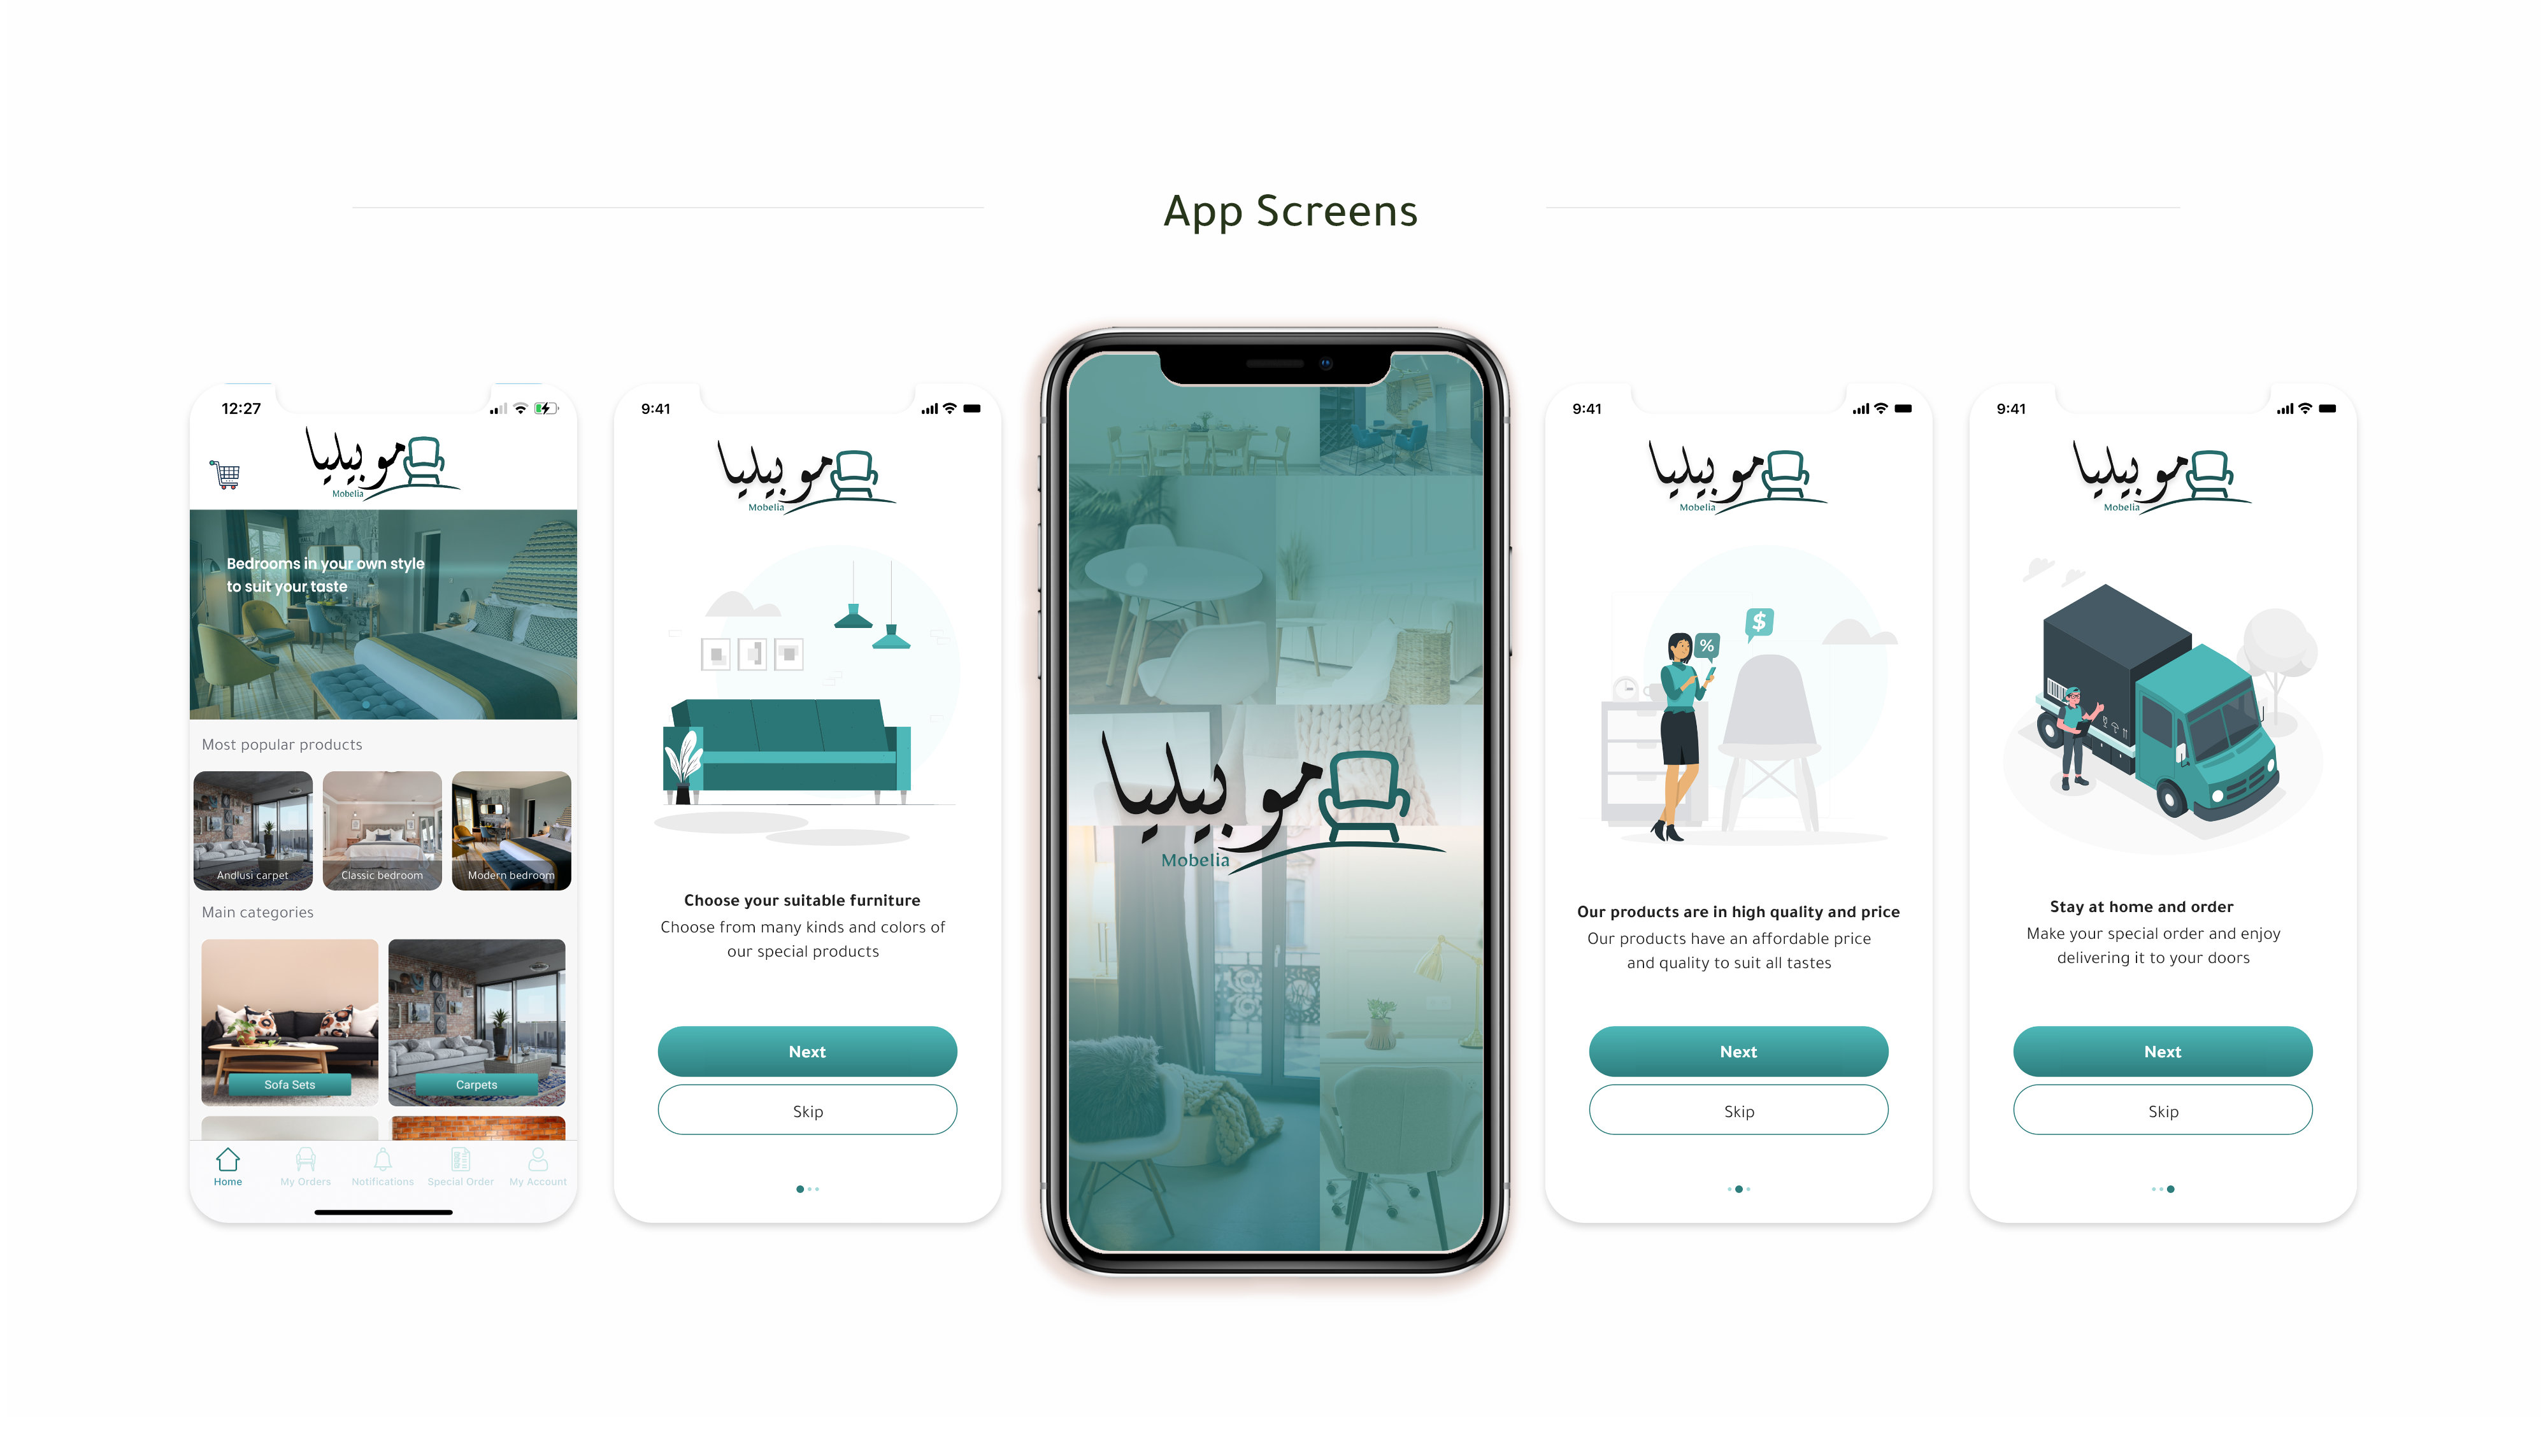 App Screens
12:27
موبيليا
Mobelia
Bedrooms in your own style
to suit your taste
Most popular products
Andlusi carpet
Classic bedroom
Modern bedroom
Main categories
Sofa Sets
Carpets
Home
My Orders
Notifications
Special Order
My Account
9:41
موبيليا
Mobelia
Choose your suitable furniture
Choose from many kinds and colors of
our special products
Next
Skip
موبيليا
Mobelia
9:41
موبيليا
Mobelia
%
$
Our products are in high quality and price
Our products have an affordable price
and quality to suit all tastes
Next
Skip
9:41
موبيليا
Mobelia
Stay at home and order
Make your special order and enjoy
delivering it to your doors
Next
Skip